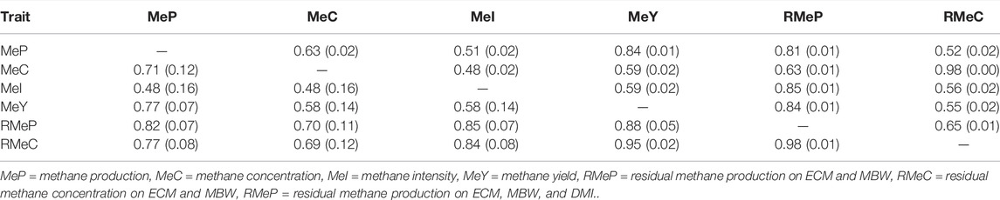 Trait MeP MeC MeI MeY RMeP RMeC
MeP — 0.63 (0.02) 0.51 (0.02) 0.84 (0.01) 0.81 (0.01) 0.52 (0.02)
MeC 0.71 (0.12) — 0.48 (0.02) 0.59 (0.02) 0.63 (0.01) 0.98 (0.00)
MeI 0.48 (0.16) 0.48 (0.16) — 0.59 (0.02) 0.85 (0.01) 0.56 (0.02)
MeY 0.77 (0.07) 0.58 (0.14) 0.58 (0.14) — 0.84 (0.01) 0.55 (0.02)
RMeP 0.82 (0.07) 0.70 (0.11) 0.85 (0.07) 0.88 (0.05) — 0.65 (0.01)
RMeC 0.77 (0.08) 0.69 (0.12) 0.84 (0.08) 0.95 (0.02) 0.98 (0.01) —
MeP = methane production, MeC = methane concentration, MeI = methane intensity, MeY = methane yield, RMeP = residual methane production on ECM and MBW, RMeC = residual
methane concentration on ECM and MBW, RMeP = residual methane production on ECM, MBW, and DMI..